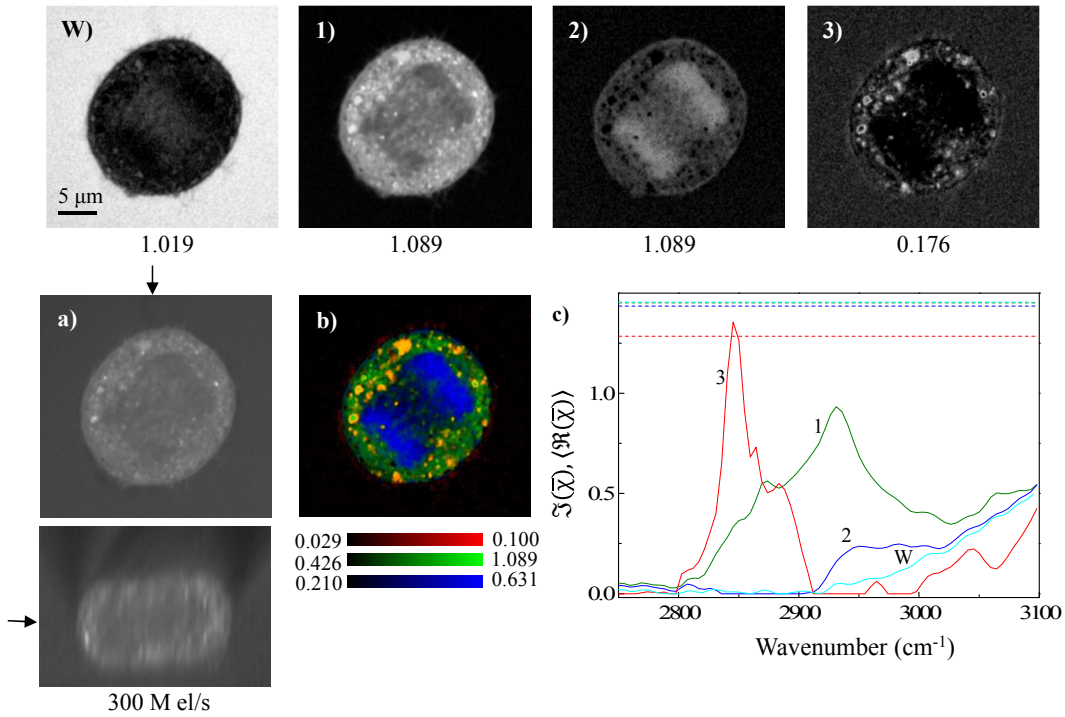 W) 1) 2) 3)
5 μm
1.019 1.089 1.089 0.176
a) b) c)
0.029 0.100
0.426 1.089
0.210 0.631
300 M el/s
ℑ(χ̄), ⟨ℜ(χ̄)⟩
1.0
0.5
0.0
3
1
2
W
2800 2900 3000 3100
Wavenumber (cm⁻¹)